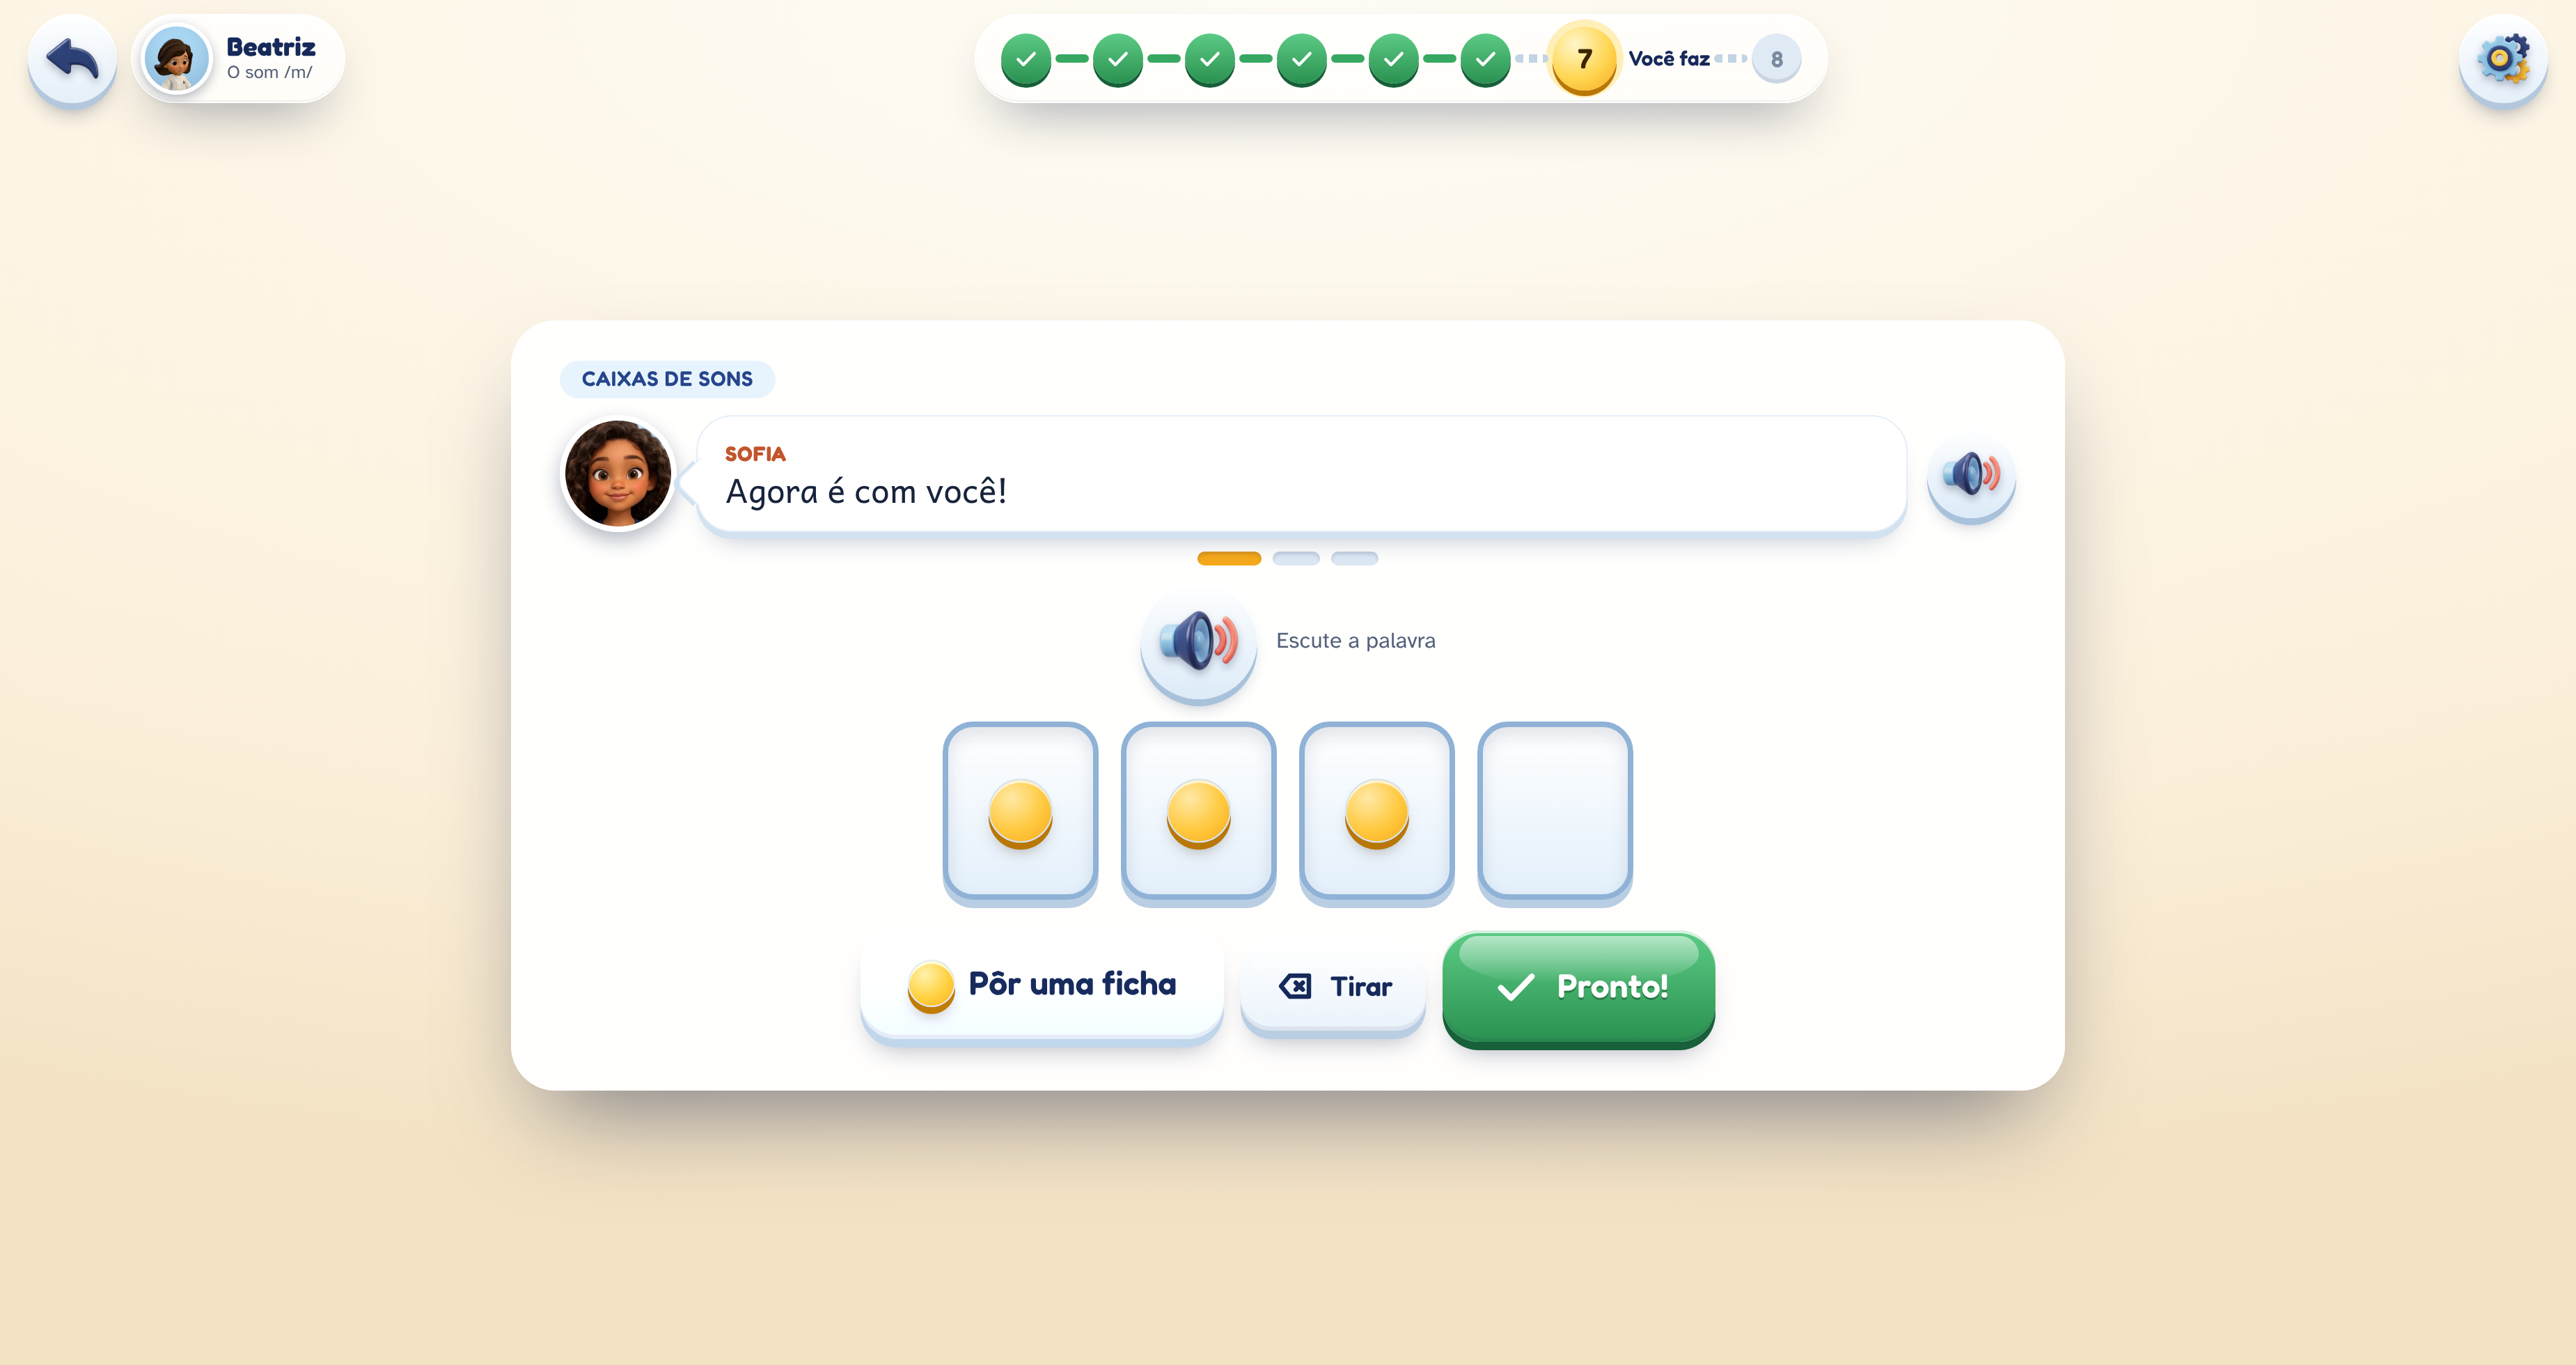 Beatriz
O som /m/
7
Você faz
8
CAIXAS DE SONS
SOFIA
Agora é com você!
Escute a palavra
Pôr uma ficha
Tirar
Pronto!